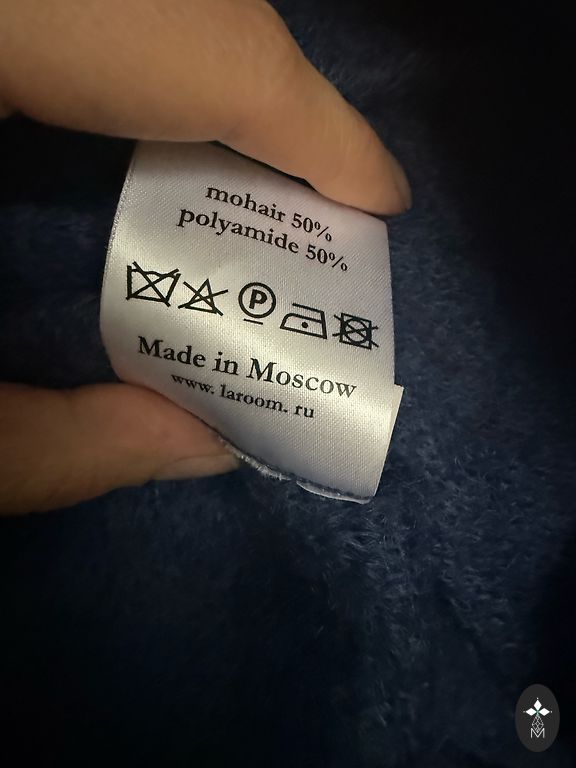 mohair 50%
polyamide 50%
P
Made in Moscow
www. laroom. ru
M